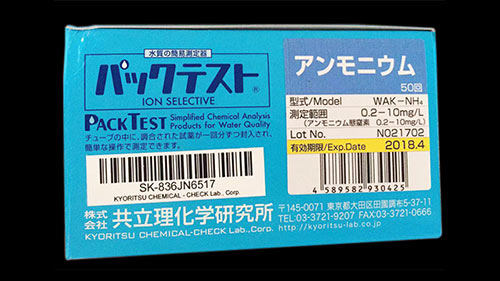 水質の簡易測定器
パックテスト®
ION SELECTIVE
PACKTEST Simplified Chemical Analysis
Products for Water Quality
チューブの中に、調合された試薬が一回分ずつ封入され、
簡単な操作で測定できます。
SK-836JN6517
KYORITSU CHEMICAL - CHECK Lab., Corp.
アンモニウム
50回
型式/Model WAK-NH₄
測定範囲 0.2–10mg/L
(アンモニウム態窒素 0.2–10mg/L)
Lot No. N021702
有効期限/Exp.Date 2018.4
4 589582 930425
株式会社 共立理化学研究所
KYORITSU CHEMICAL-CHECK Lab., Corp.
〒145-0071 東京都大田区田園調布5-37-11
TEL:03-3721-9207 FAX:03-3721-0666
http://kyoritsu-lab.co.jp